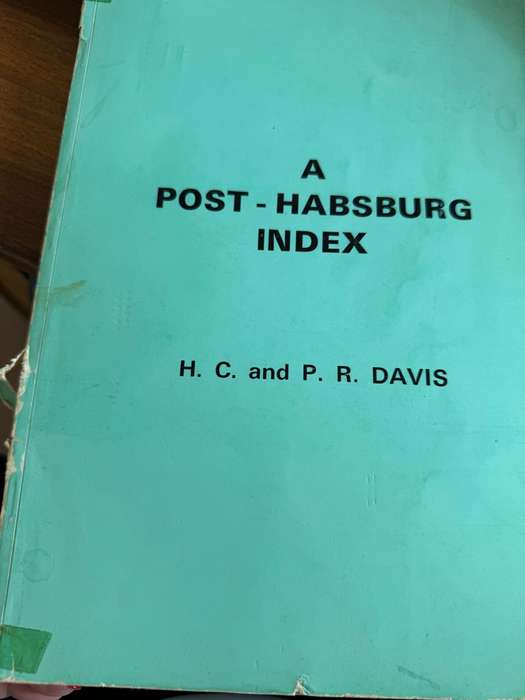 A
POST - HABSBURG
INDEX
H. C. and P. R. DAVIS